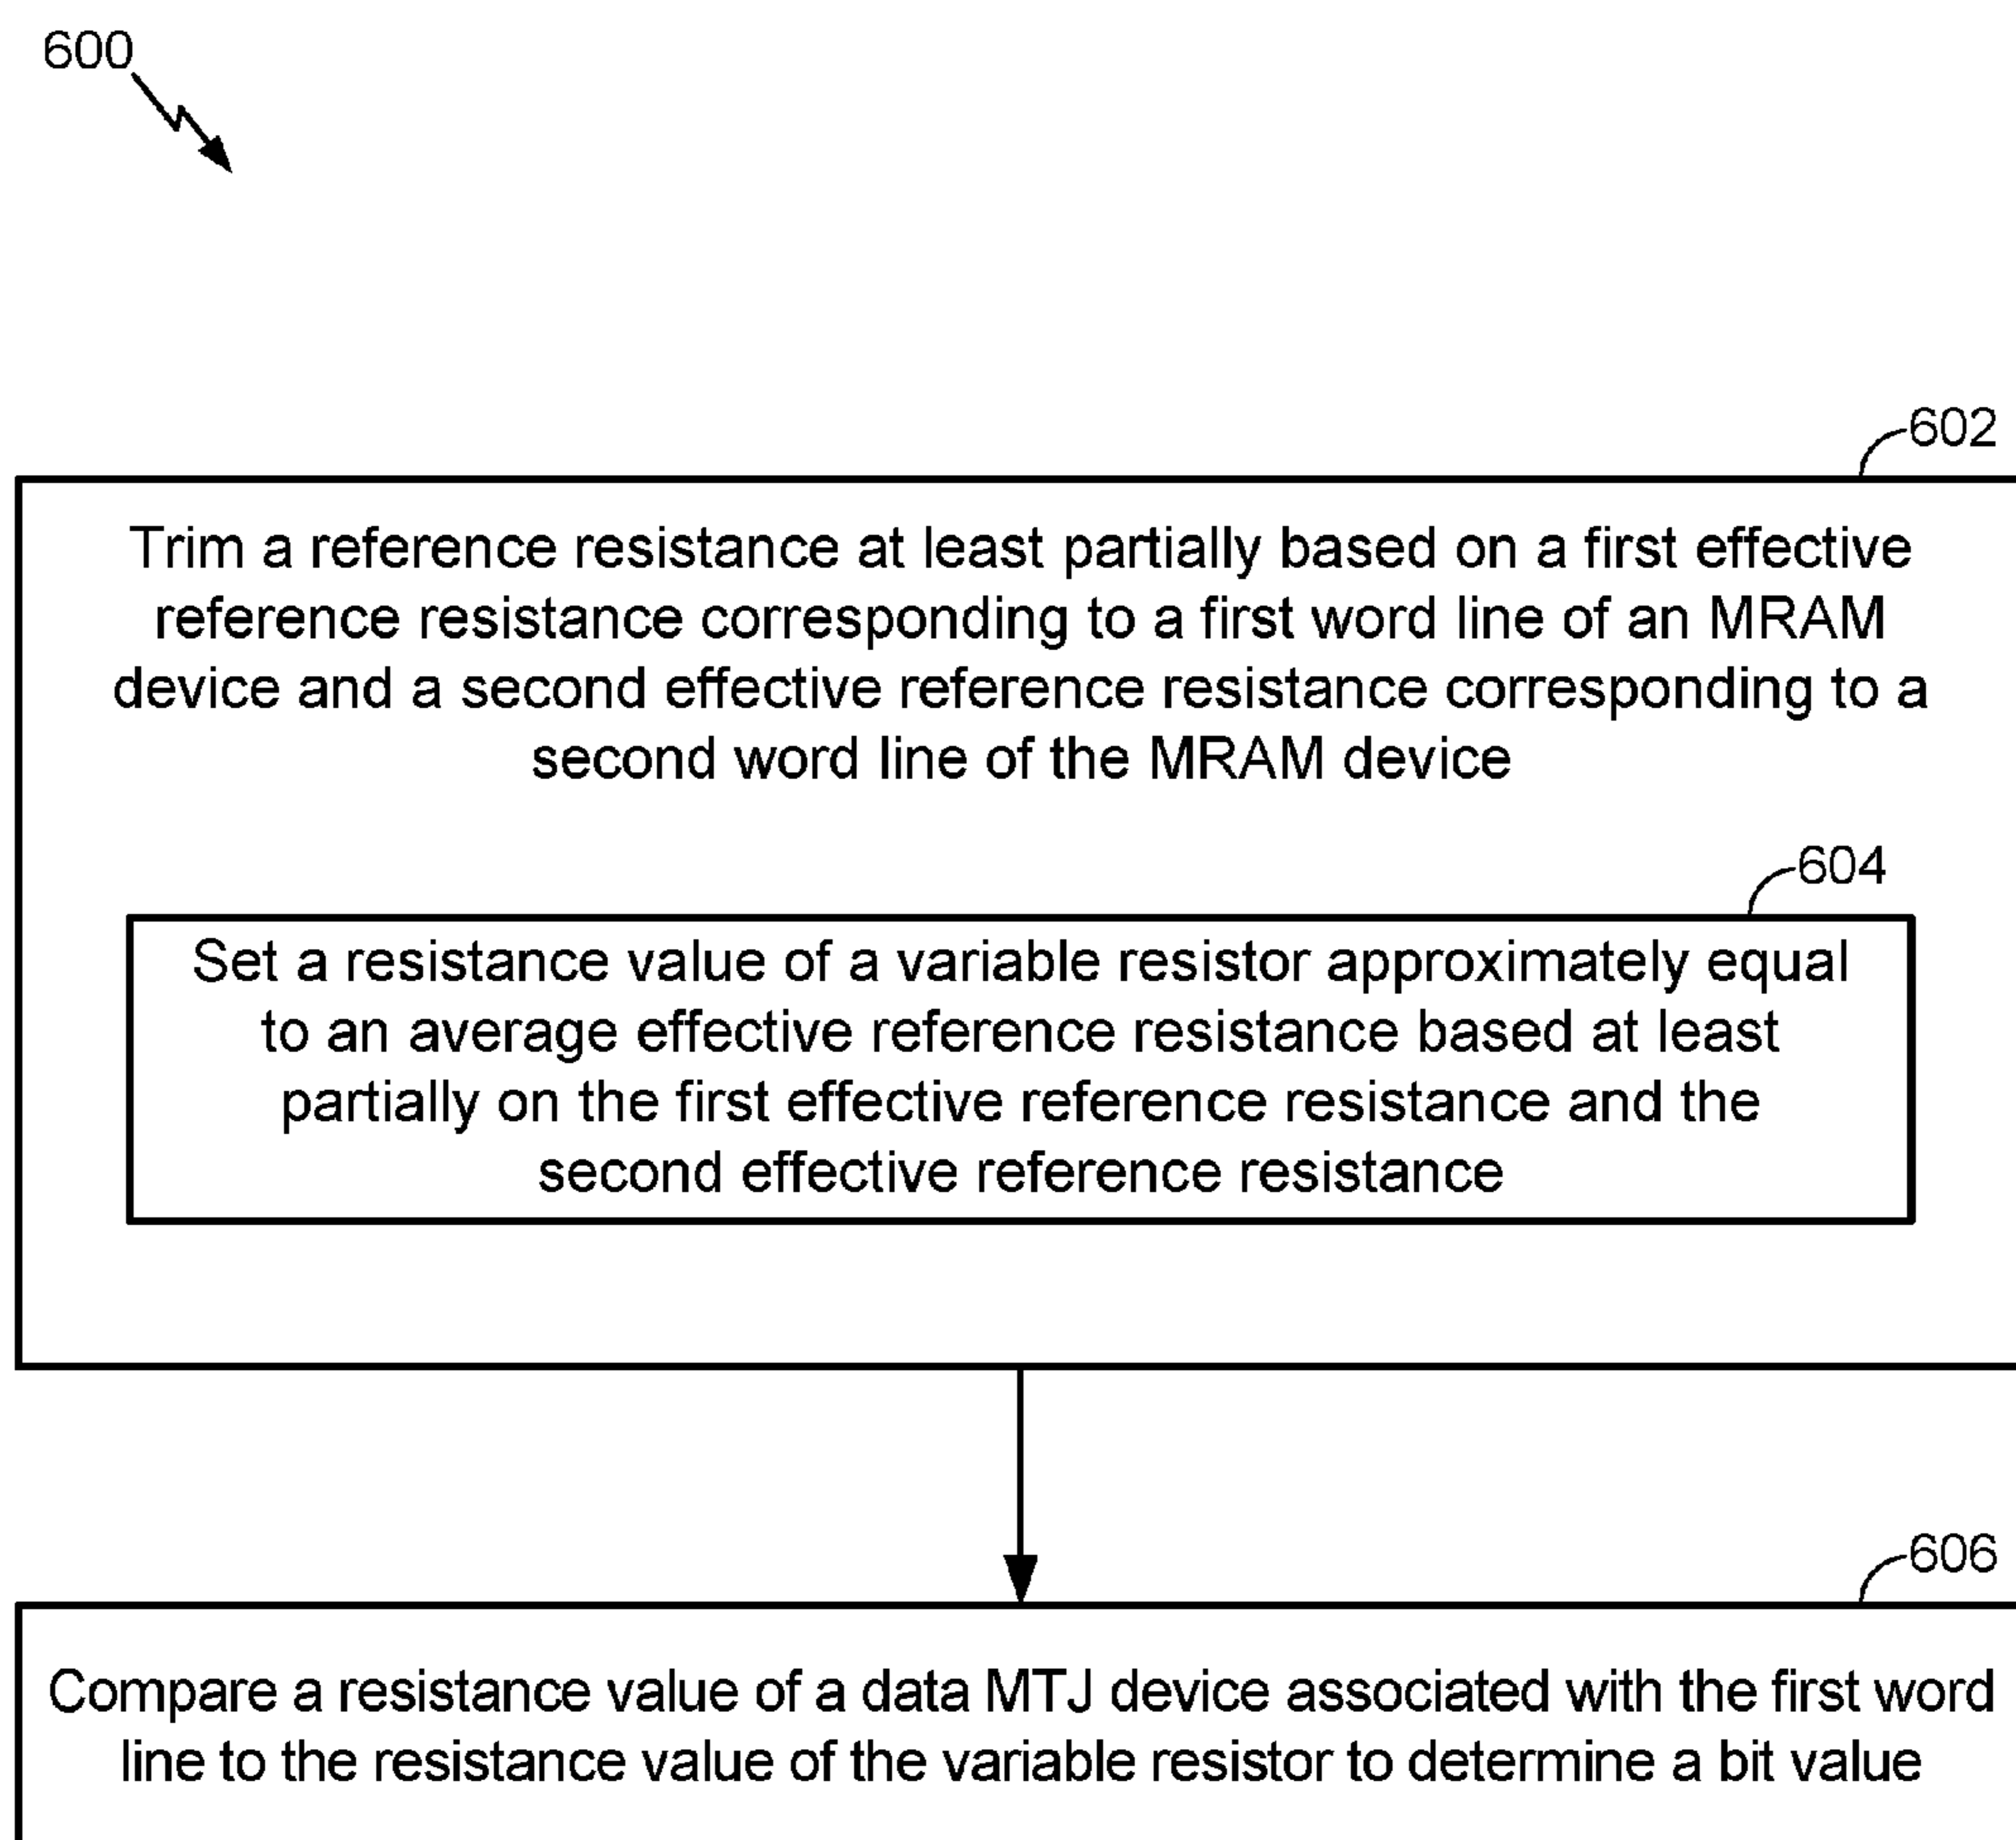 600
602
Trim a reference resistance at least partially based on a first effective
reference resistance corresponding to a first word line of an MRAM
device and a second effective reference resistance corresponding to a
second word line of the MRAM device
604
Set a resistance value of a variable resistor approximately equal
to an average effective reference resistance based at least
partially on the first effective reference resistance and the
second effective reference resistance
606
Compare a resistance value of a data MTJ device associated with the first word
line to the resistance value of the variable resistor to determine a bit value